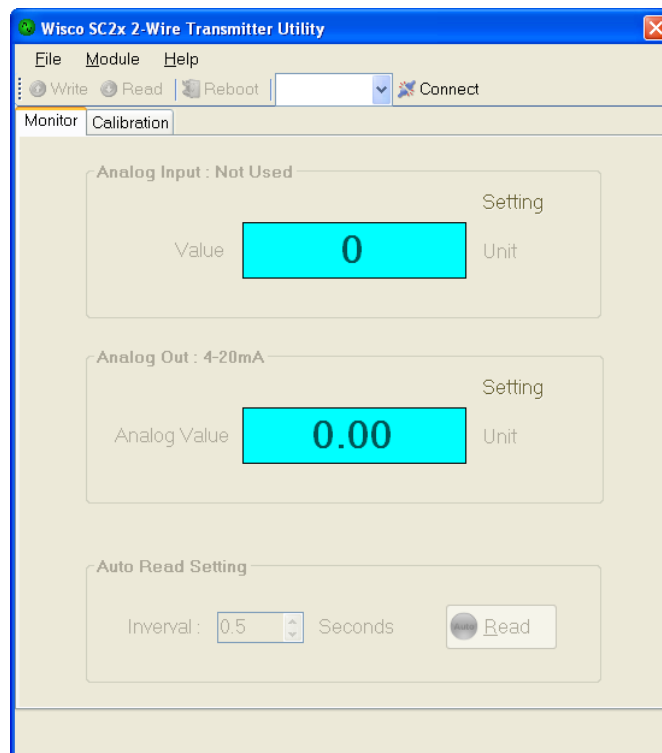 Wisco SC2x 2-Wire Transmitter Utility
File Module Help
Write Read Reboot Connect
Monitor Calibration
Analog Input : Not Used
Setting
Value 0 Unit
Analog Out : 4-20mA
Setting
Analog Value 0.00 Unit
Auto Read Setting
Inverval : 0.5 Seconds Auto Read